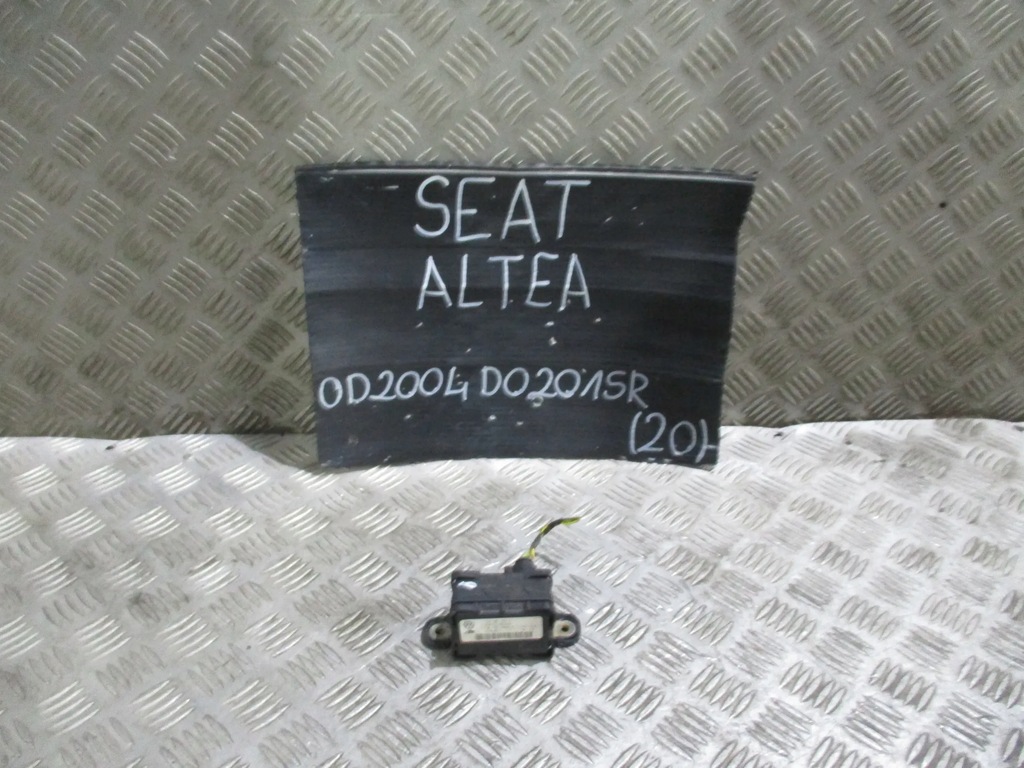 SEAT
ALTEA
OD2004 DO2015R
(20)